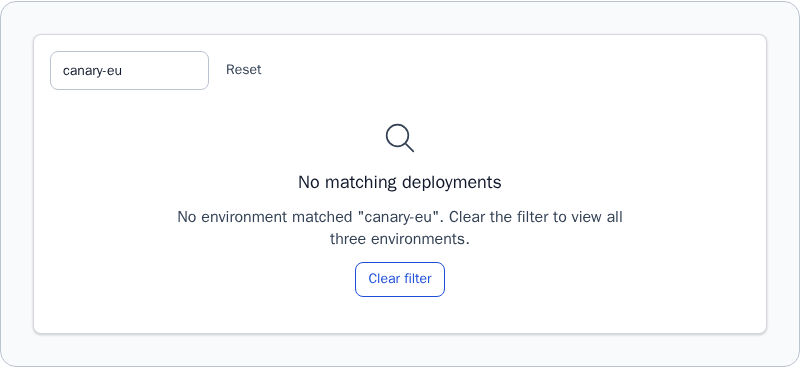 canary-eu
Reset
No matching deployments
No environment matched "canary-eu". Clear the filter to view all
three environments.
Clear filter